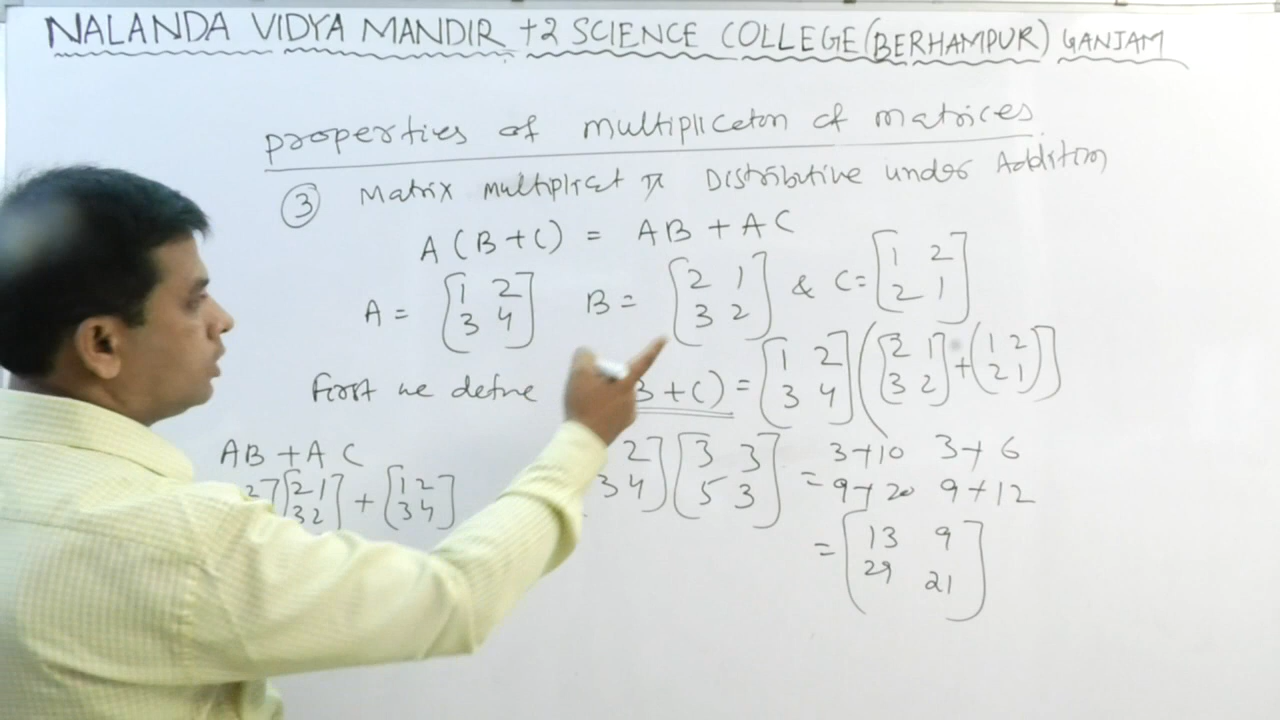 NALANDA VIDYA MANDIR +2 SCIENCE COLLEGE (BERHAMPUR) GANJAM
properties of multipliceton of matrices
③ Matrix multiplict is Distributive under Addition
A (B+C) = AB + AC
A = [1 2 B = [2 1 & C= [1 2
3 4] 3 2] 2 1]
First we define B+C) = [1 2 ([2 1 + [1 2
3 4] 3 2] 2 1])
AB + AC 2 [3 3 = 3+10 3+6
3 4] 5 3] 9+20 9+12
2] [2 1 + [1 2
3 2] 3 4]
= [13 9
29 21]